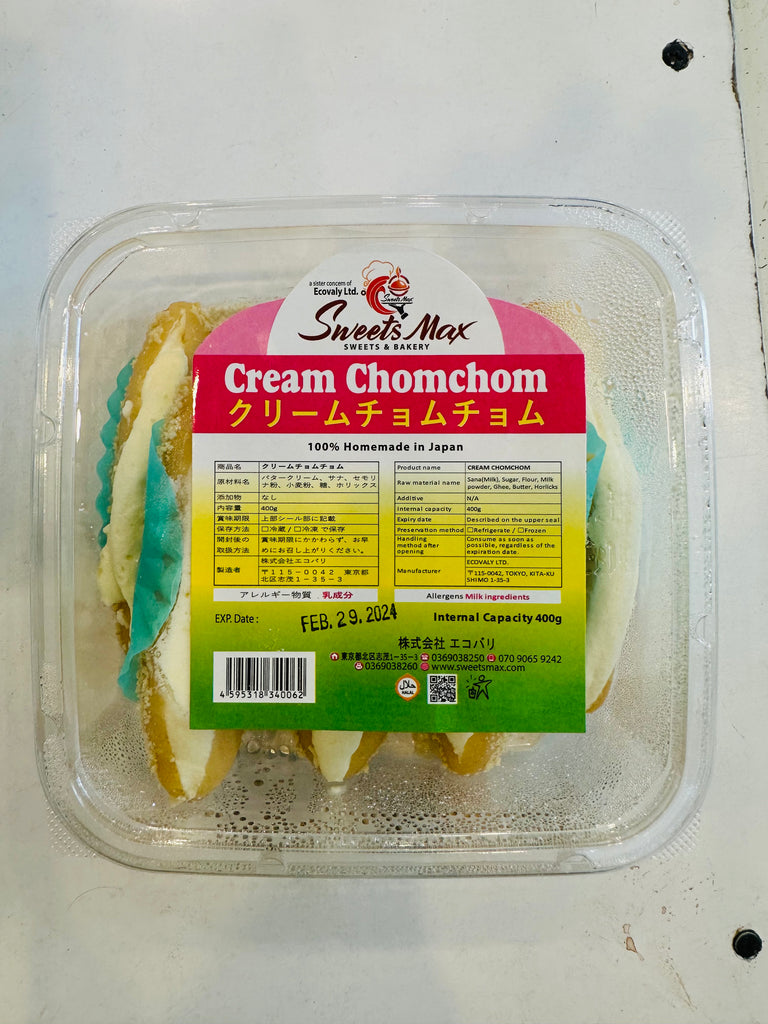 a sister concern of
Ecovaly Ltd.
Sweets Max
Sweets Max
SWEETS & BAKERY
Cream Chomchom
クリームチョムチョム
100% Homemade in Japan
商品名 クリームチョムチョム
原材料名 バタークリーム、サナ、セモリ
ナ粉、小麦粉、糖、ホリックス
添加物 なし
内容量 400g
賞味期限 上部シール部に記載
保存方法 □冷蔵 / □冷凍で保存
開封後の 賞味期限にかかわらず、お早
取扱方法 めにお召し上がりください。
製造者 株式会社エコバリ
〒115-0042 東京都
北区志茂1-35-3
アレルギー物質 乳成分
Product name CREAM CHOMCHOM
Raw material name Sana(Milk), Sugar, Flour, Milk
powder, Ghee, Butter, Horlicks
Additive N/A
Internal capacity 400g
Expiry date Described on the upper seal
Preservation method □Refrigerate / □Frozen
Handling
method after
opening
Consume as soon as
possible, regardless of the
expiration date.
Manufacturer ECOVALY LTD.
〒115-0042, TOKYO, KITA-KU
SHIMO 1-35-3
Allergens Milk ingredients
EXP. Date :
FEB.29.2024
Internal Capacity 400g
株式会社 エコバリ
東京都北区志茂1-35-3 0369038250 070 9065 9242
0369038260 www.sweetsmax.com
4 595318 340062
حلال
HALAL